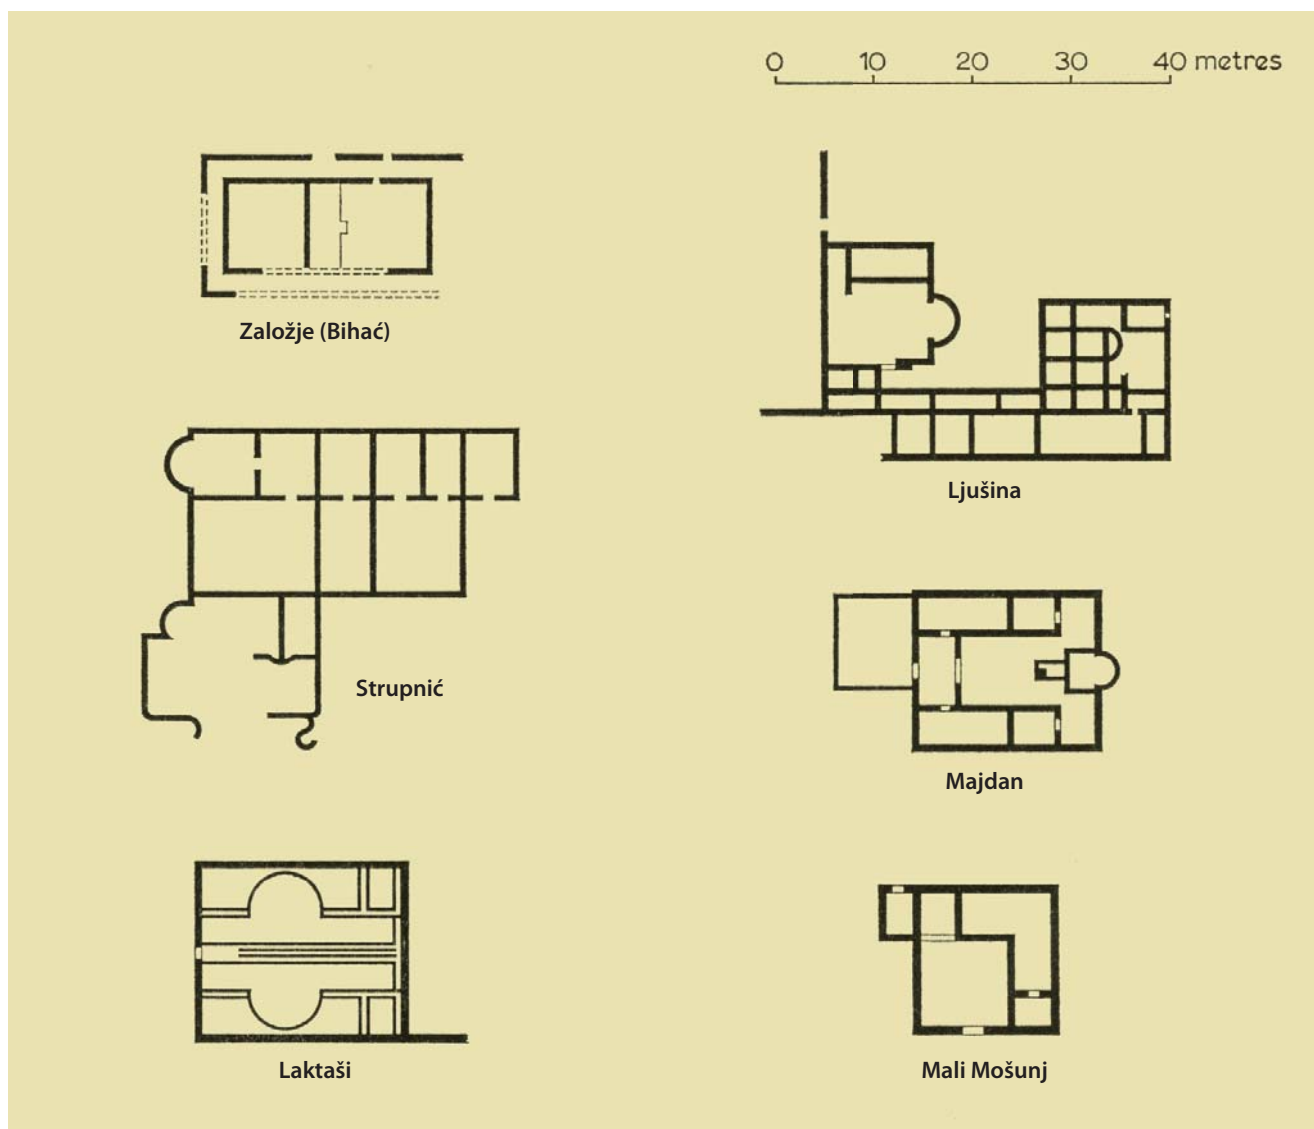 0 10 20 30 40 metres
Založje (Bihać)
Ljušina
Strupnić
Majdan
Laktaši
Mali Mošunj